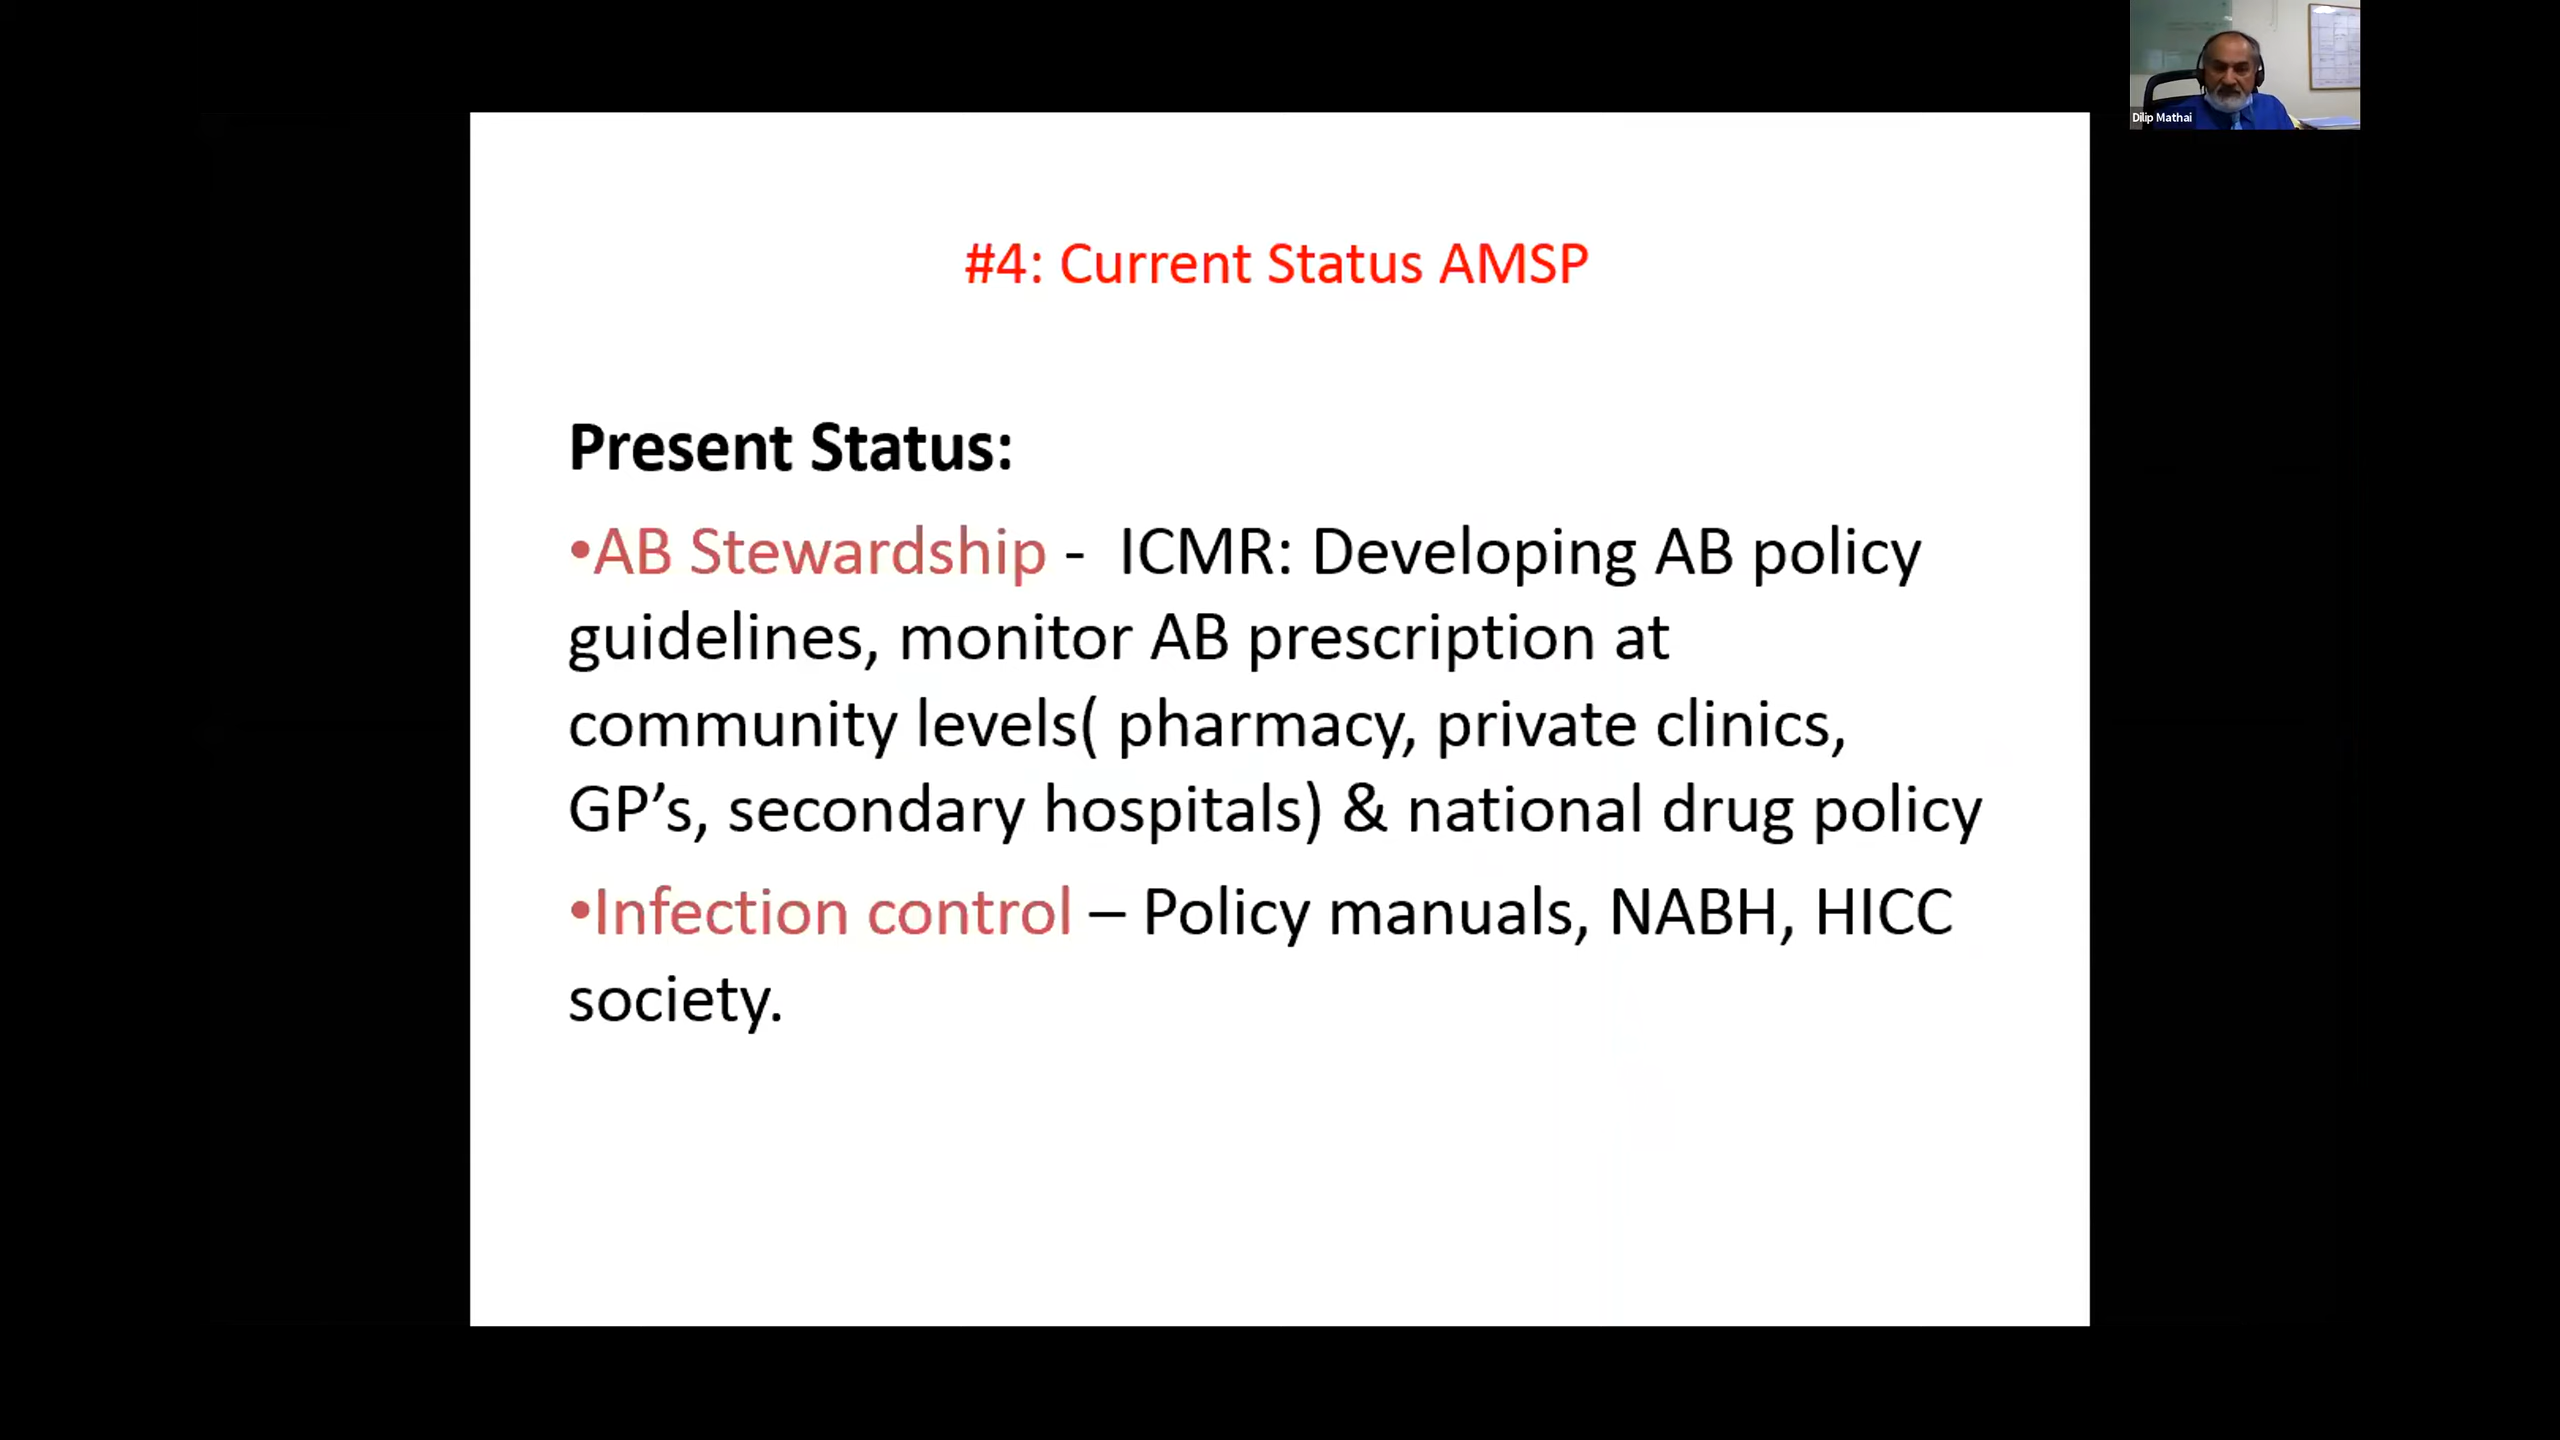 Dilip Mathai
#4: Current Status AMSP
Present Status:
•AB Stewardship -  ICMR: Developing AB policy
guidelines, monitor AB prescription at
community levels( pharmacy, private clinics,
GP’s, secondary hospitals) & national drug policy
•Infection control – Policy manuals, NABH, HICC
society.